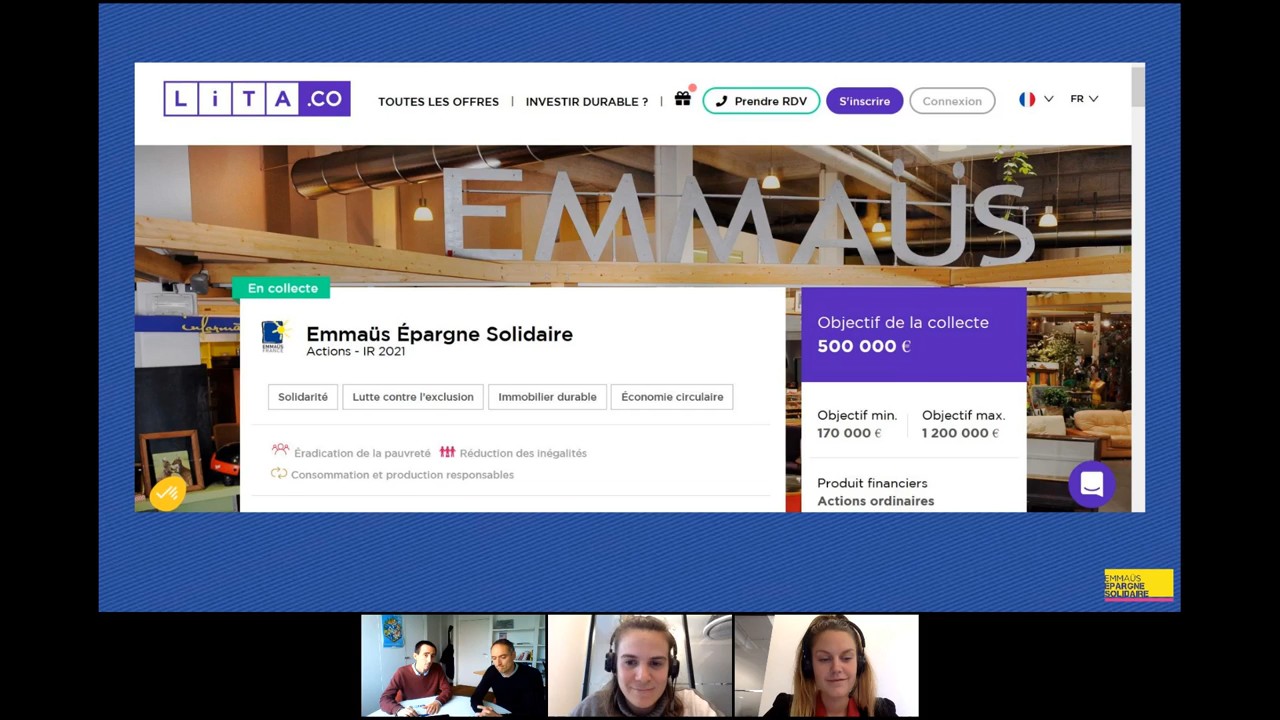 LiTA.CO
TOUTES LES OFFRES | INVESTIR DURABLE ? | Prendre RDV S'inscrire Connexion FR
EMMAÜS
En collecte
EMMAÜS
FRANCE
Emmaüs Épargne Solidaire
Actions - IR 2021
Solidarité Lutte contre l'exclusion Immobilier durable Économie circulaire
Éradication de la pauvreté Réduction des inégalités
Consommation et production responsables
Objectif de la collecte
500 000 €
Objectif min. Objectif max.
170 000 € 1 200 000 €
Produit financiers
Actions ordinaires
EMMAÜS
ÉPARGNE
SOLIDAIRE